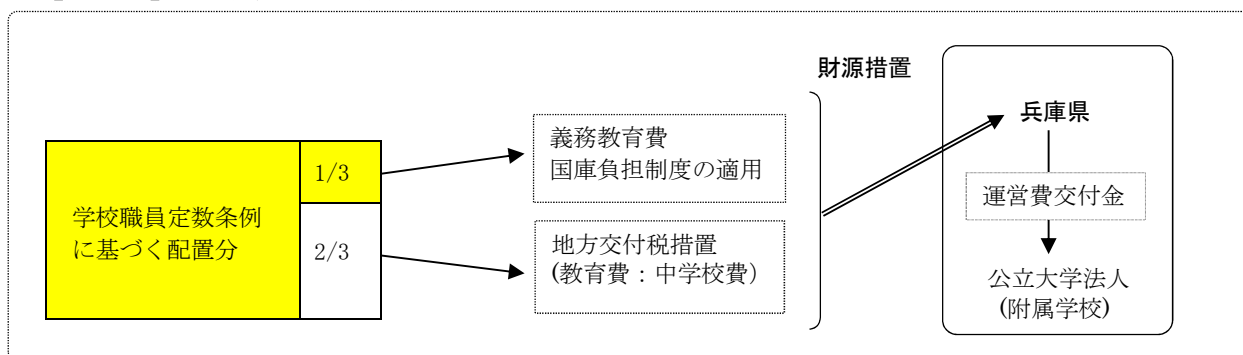 学校職員定数条例
に基づく配置分
1/3
2/3
義務教育費
国庫負担制度の適用
地方交付税措置
(教育費：中学校費)
財源措置
兵庫県
運営費交付金
公立大学法人
(附属学校)